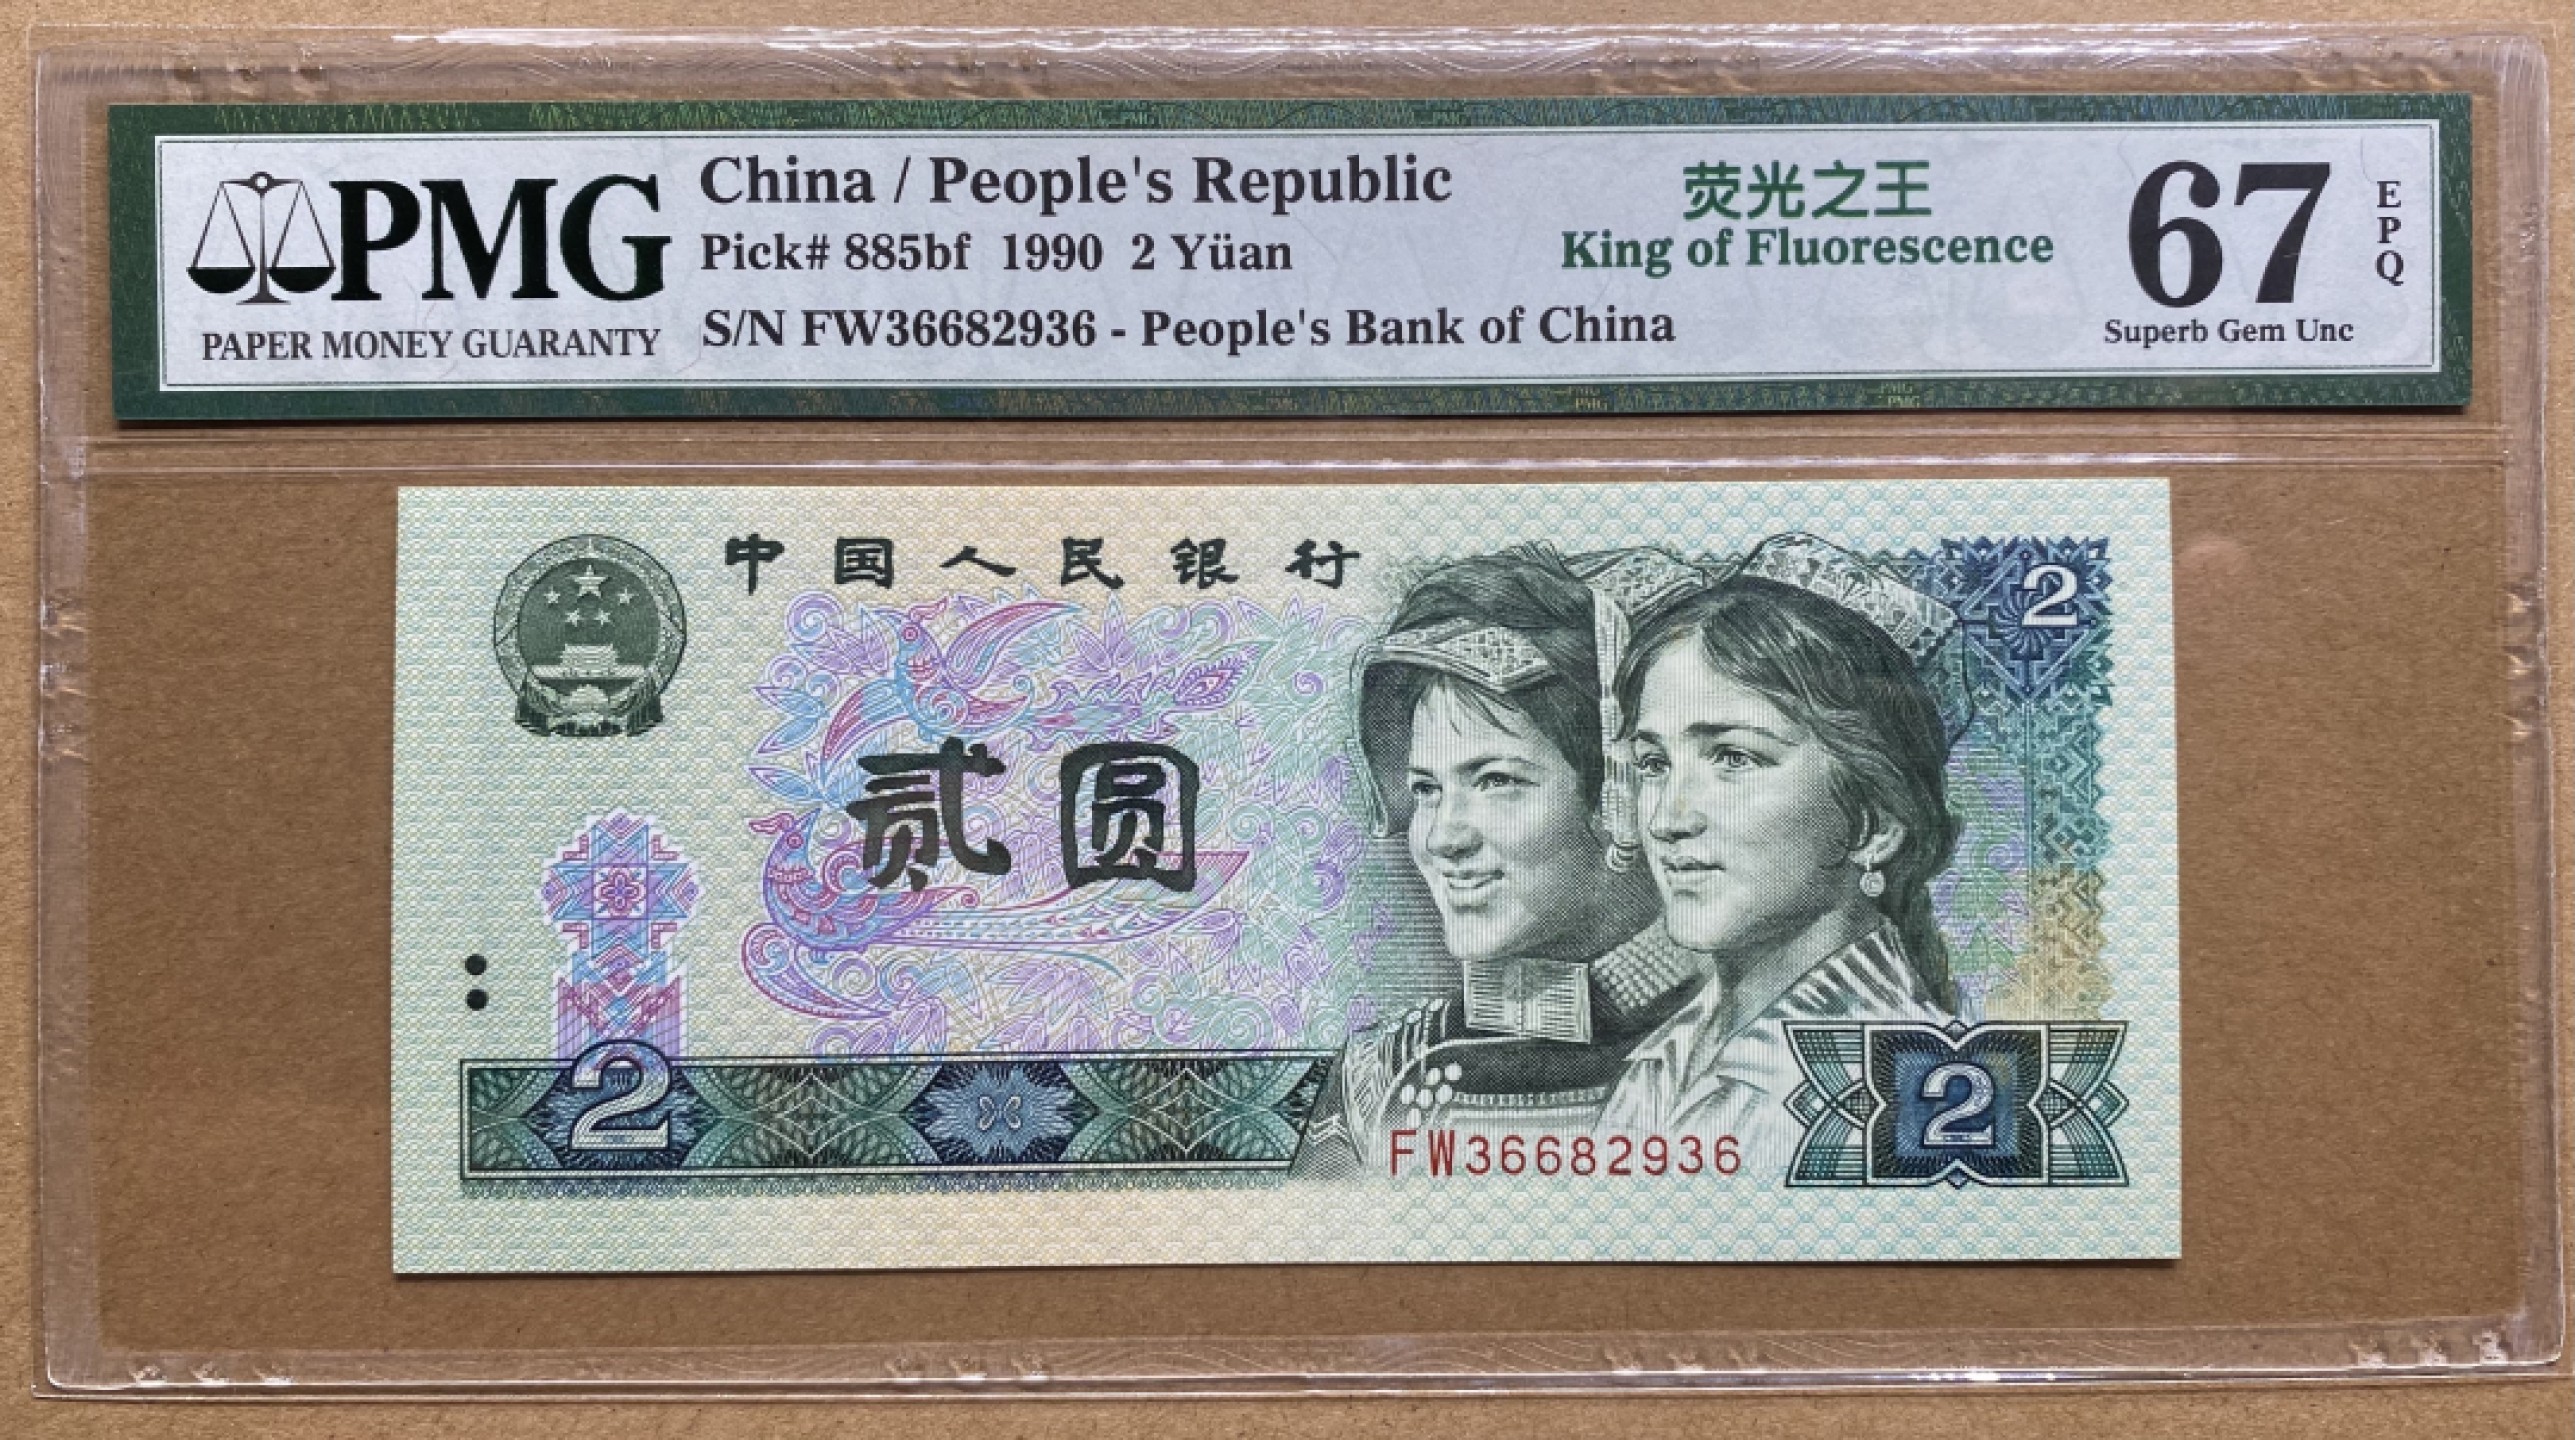 PMG
PAPER MONEY GUARANTY
China / People's Republic
Pick# 885bf 1990 2 Yüan
S/N FW36682936 - People's Bank of China
荧光之王
King of Fluorescence
67
EPQ
Superb Gem Unc
中国人民银行
2
贰圆
2
2
FW36682936